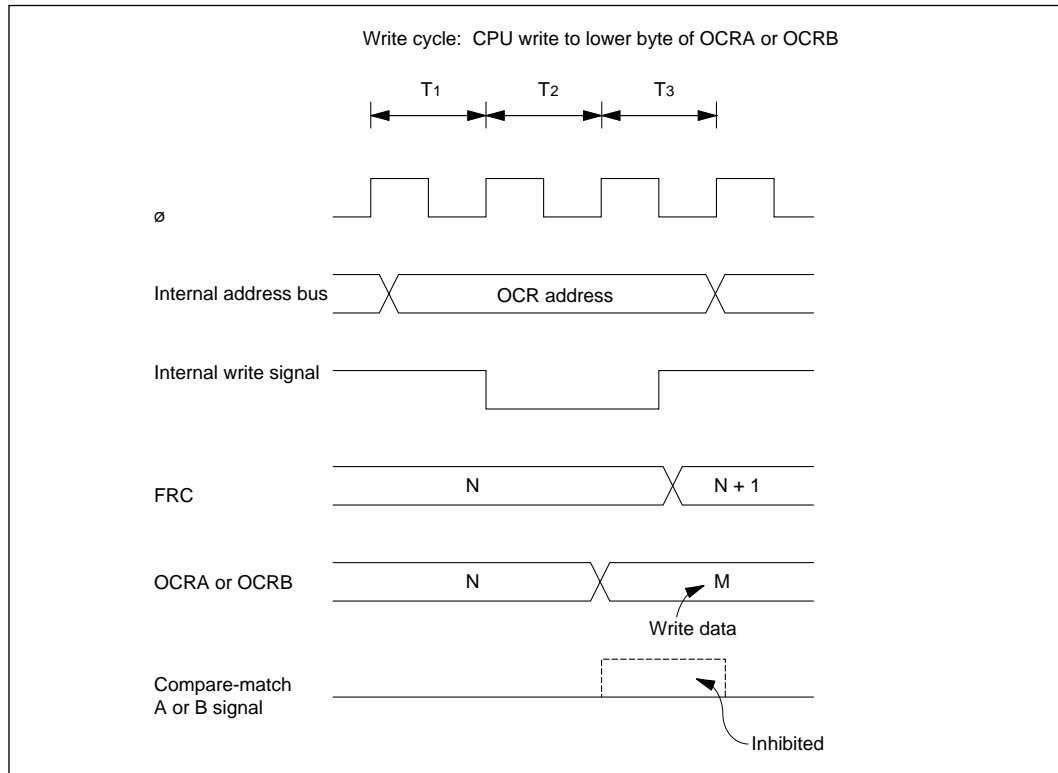 Write cycle: CPU write to lower byte of OCRA or OCRB
T1 T2 T3
ø
Internal address bus
OCR address
Internal write signal
FRC
N
N + 1
OCRA or OCRB
N
M
Write data
Compare-match
A or B signal
Inhibited